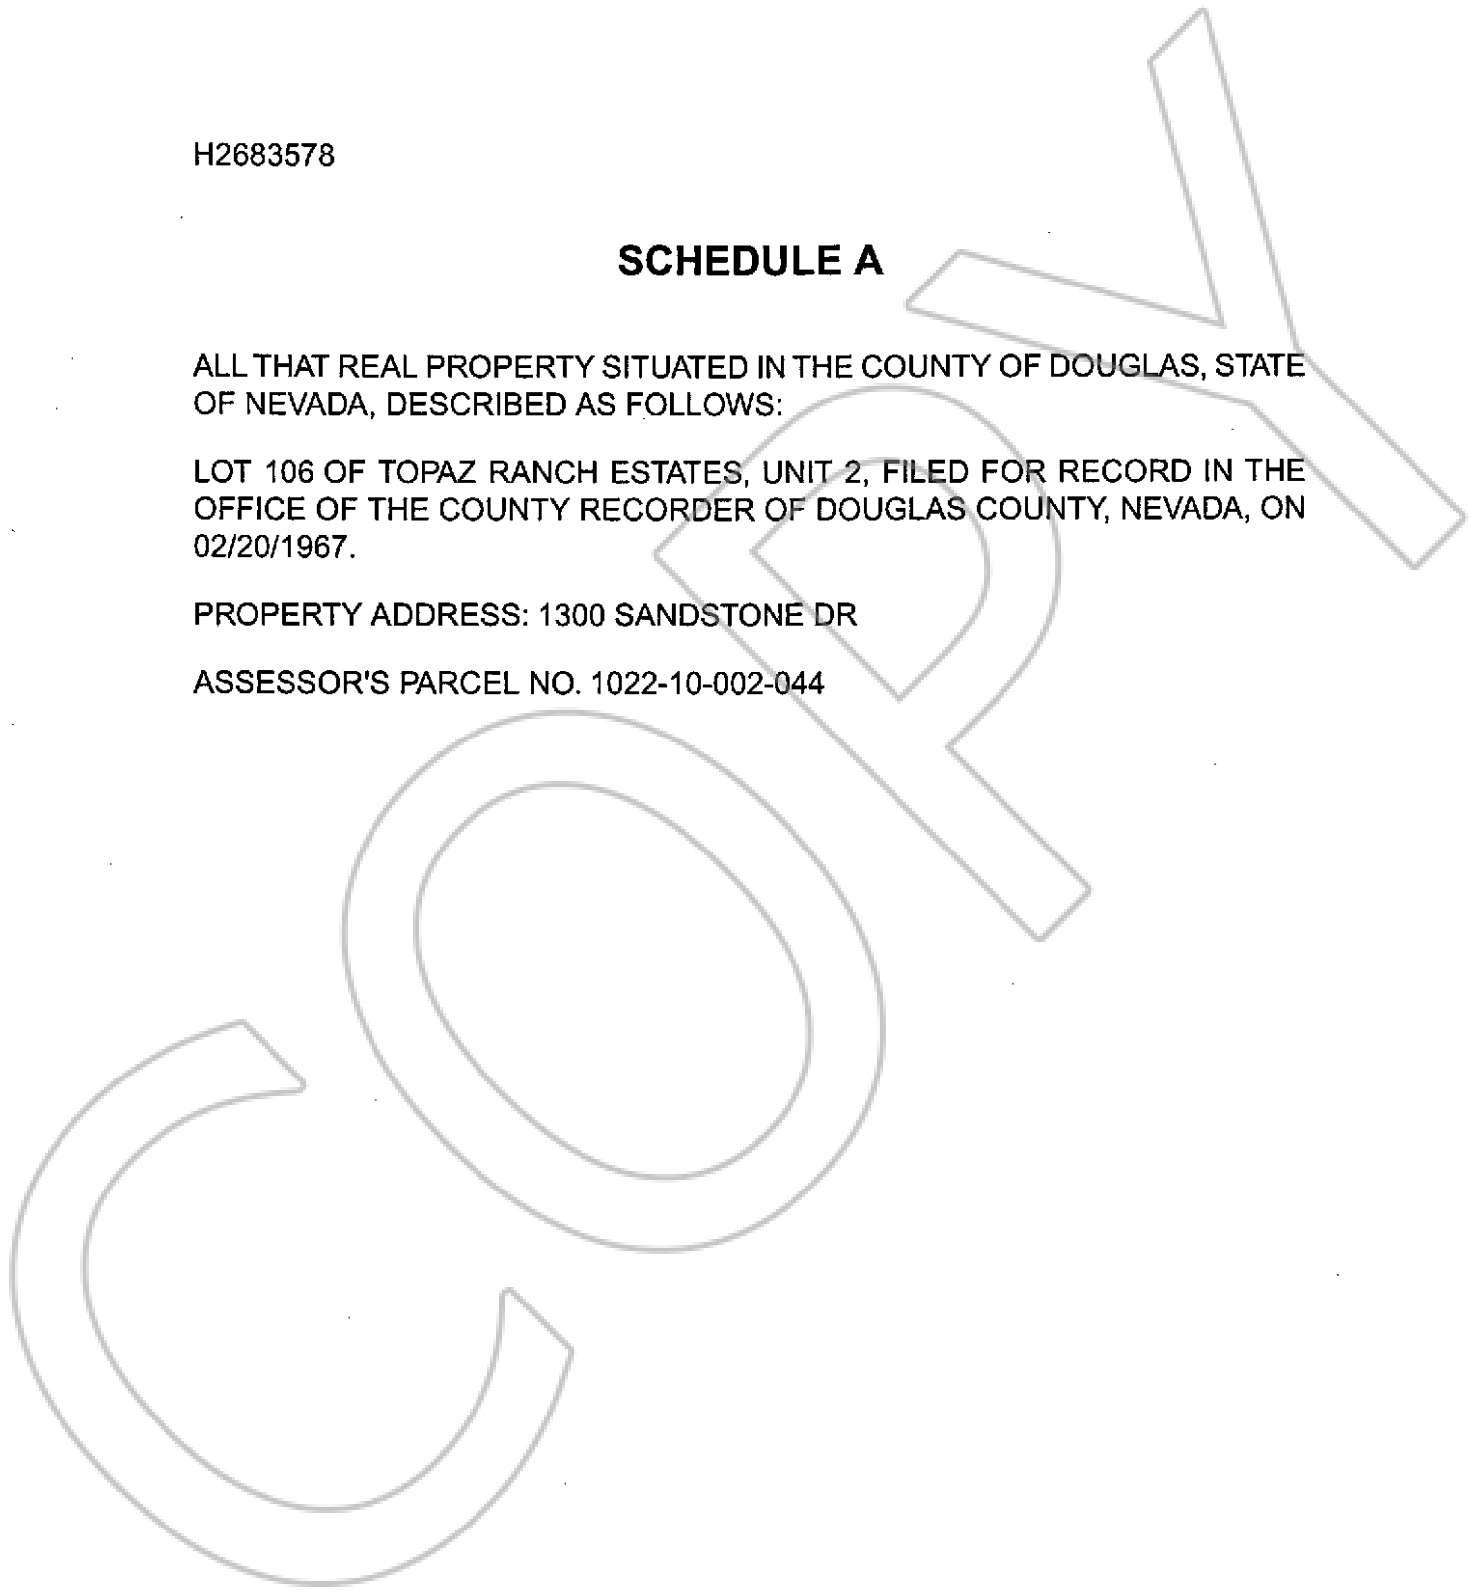 H2683578
SCHEDULE A
ALL THAT REAL PROPERTY SITUATED IN THE COUNTY OF DOUGLAS, STATE
OF NEVADA, DESCRIBED AS FOLLOWS:
LOT 106 OF TOPAZ RANCH ESTATES, UNIT 2, FILED FOR RECORD IN THE
OFFICE OF THE COUNTY RECORDER OF DOUGLAS COUNTY, NEVADA, ON
02/20/1967.
PROPERTY ADDRESS: 1300 SANDSTONE DR
ASSESSOR'S PARCEL NO. 1022-10-002-044
COPY